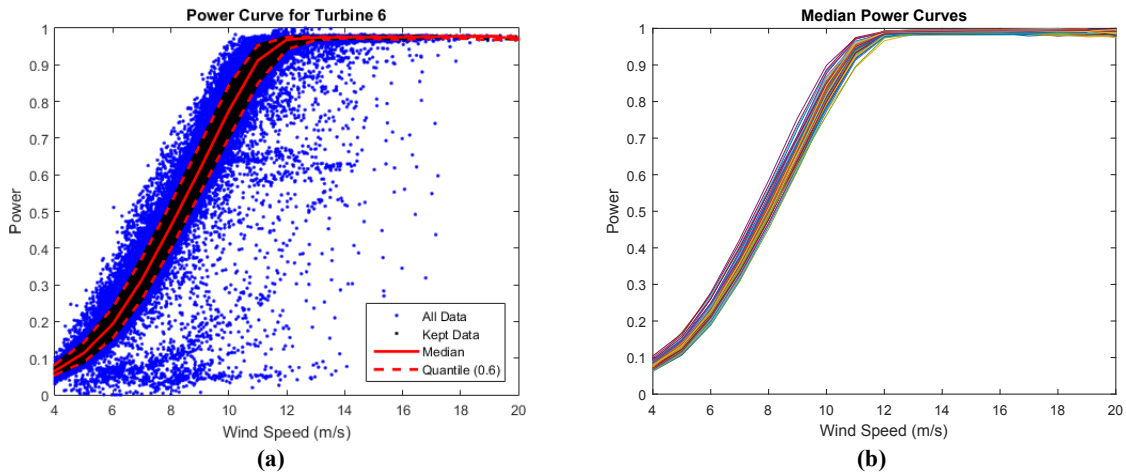 Power Curve for Turbine 6
1
0.9
0.8
0.7
0.6
0.5
0.4
0.3
0.2
0.1
0
Power
4 6 8 10 12 14 16 18 20
Wind Speed (m/s)
All Data
Kept Data
Median
Quantile (0.6)
(a)
Median Power Curves
1
0.9
0.8
0.7
0.6
0.5
0.4
0.3
0.2
0.1
0
Power
4 6 8 10 12 14 16 18 20
Wind Speed (m/s)
(b)